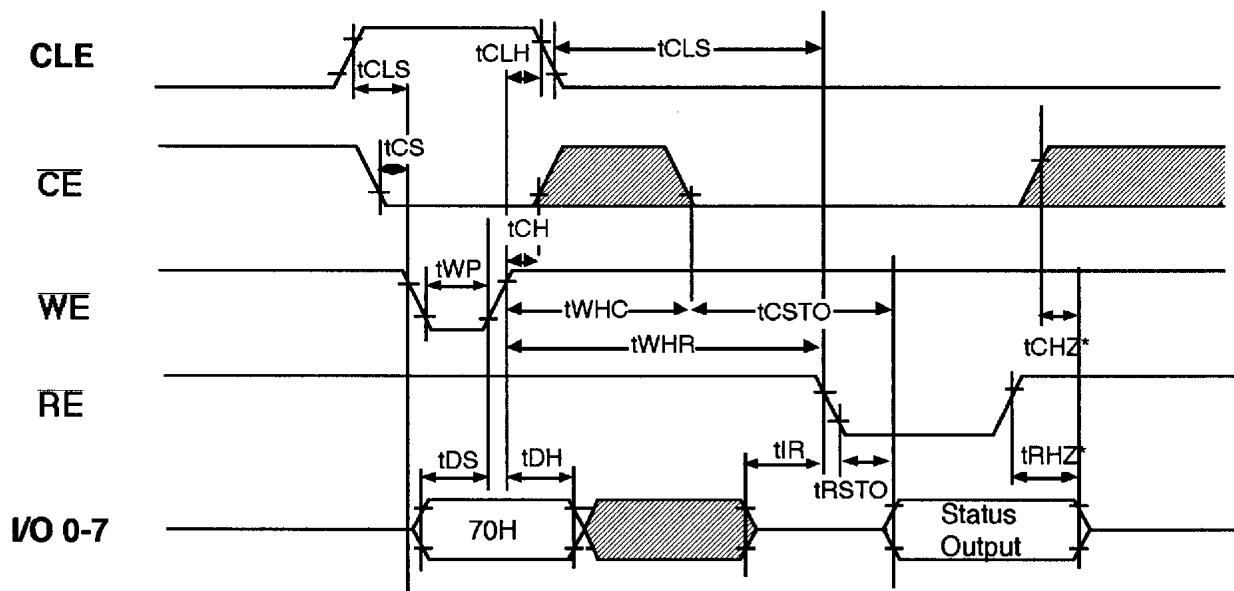 CLE
tCLS
tCLH
tCLS
CE
tCS
tCH
WE
tWP
tWHC
tCSTO
tWHR
tCHZ*
RE
tDS
tDH
tIR
tRSTO
tRHZ*
I/O 0-7
70H
Status
Output